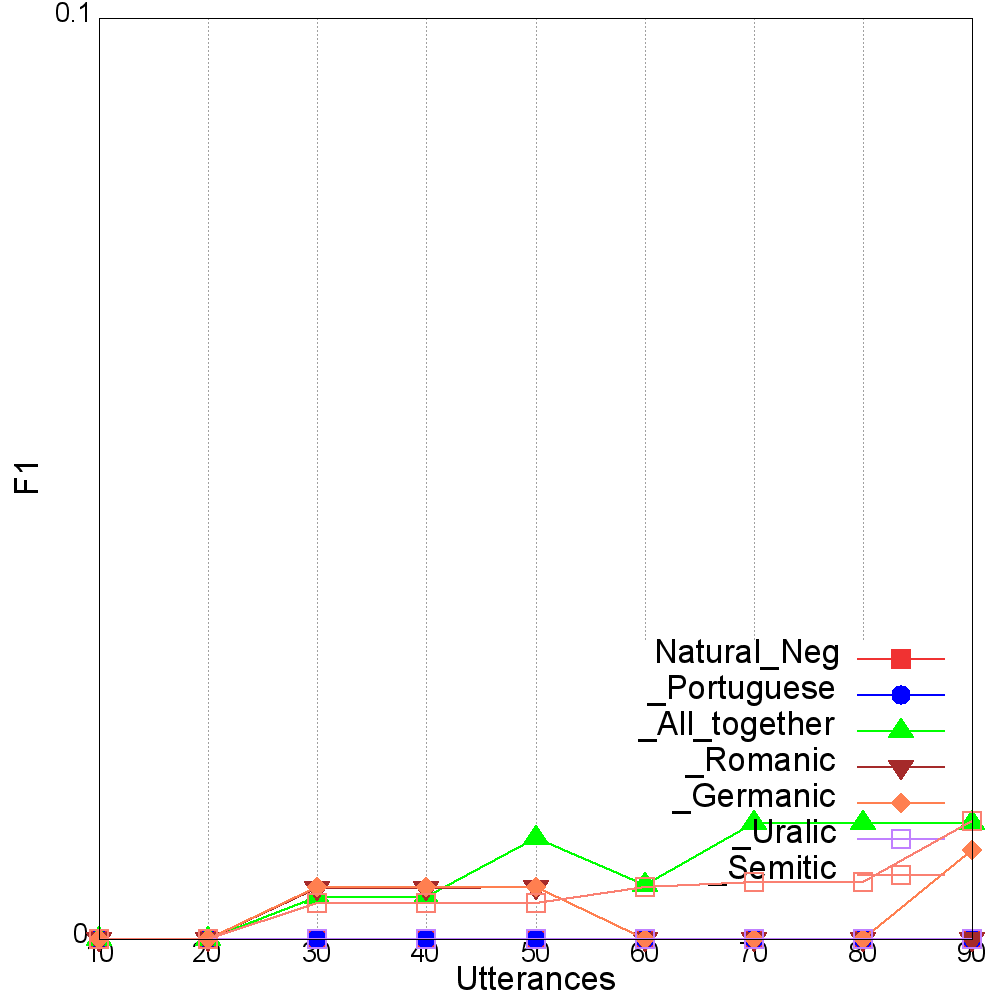 0.1
F1
Natural_Neg
_Portuguese
_All_together
_Romanic
_Germanic
_Uralic
_Semitic
0
10 20 30 40 50 60 70 80 90
Utterances